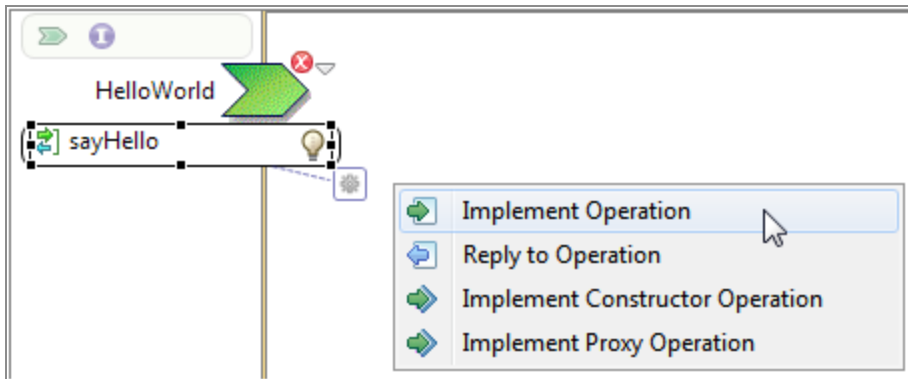 I
HelloWorld
sayHello
Implement Operation
Reply to Operation
Implement Constructor Operation
Implement Proxy Operation